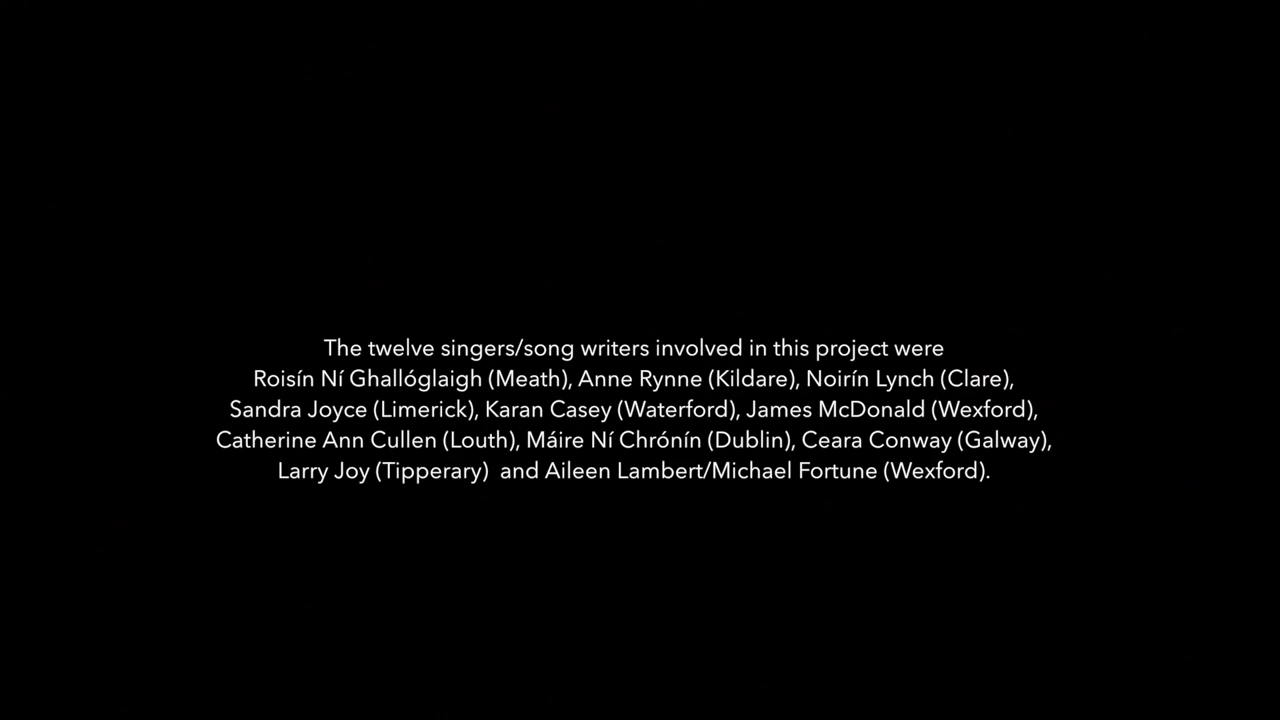 The twelve singers/song writers involved in this project were
Roisín Ní Ghallóglaigh (Meath), Anne Rynne (Kildare), Noirín Lynch (Clare),
Sandra Joyce (Limerick), Karan Casey (Waterford), James McDonald (Wexford),
Catherine Ann Cullen (Louth), Máire Ní Chrónín (Dublin), Ceara Conway (Galway),
Larry Joy (Tipperary) and Aileen Lambert/Michael Fortune (Wexford).